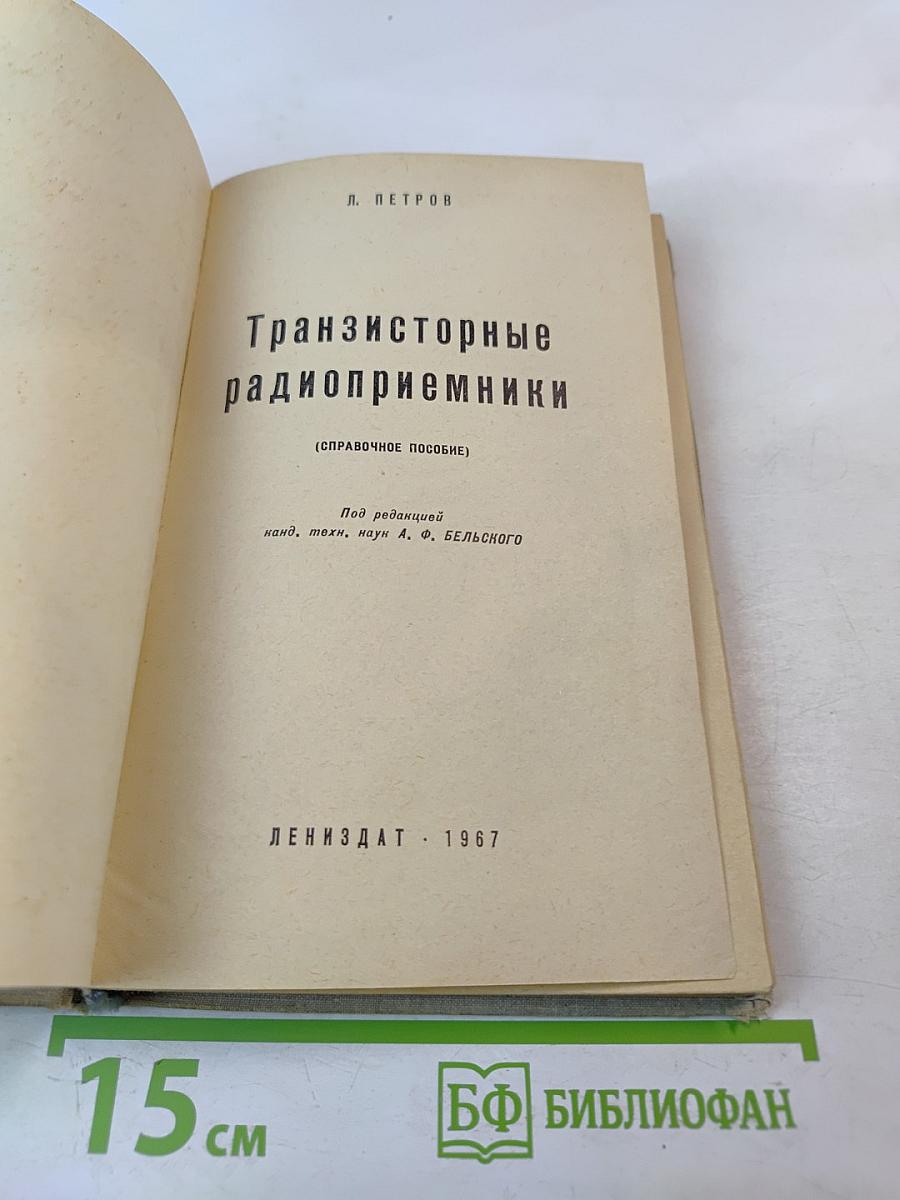 Л. ПЕТРОВ
Транзисторные
радиоприемники
(СПРАВОЧНОЕ ПОСОБИЕ)
Под редакцией
канд. техн. наук А. Ф. БЕЛЬСКОГО
ЛЕНИЗДАТ · 1967
15 см
БФ БИБЛИОФАН